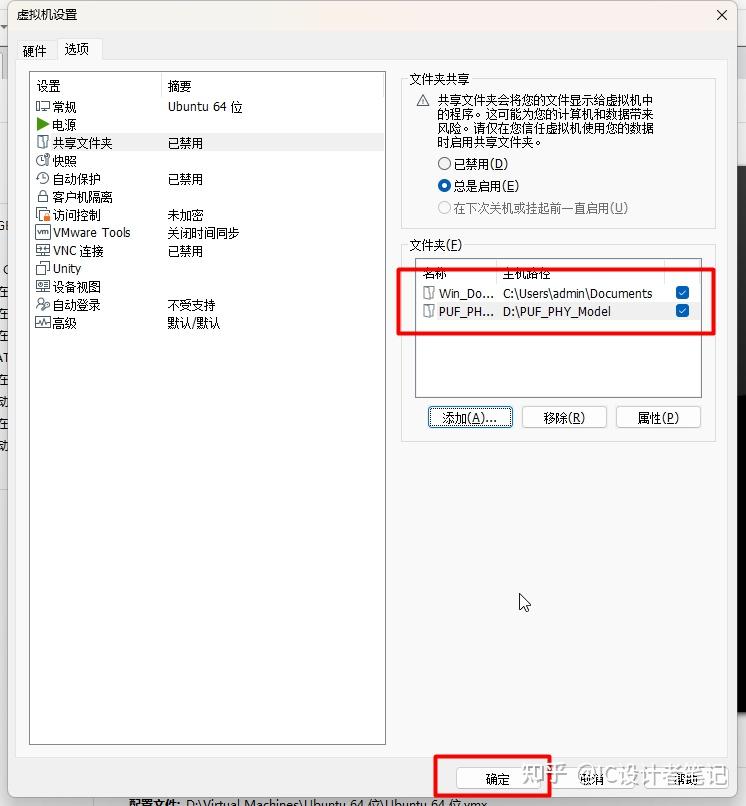 虚拟机设置
硬件 选项
设置 摘要
常规 Ubuntu 64 位
电源
共享文件夹 已禁用
快照
自动保护 已禁用
客户机隔离
访问控制 未加密
vm VMware Tools 关闭时间同步
VNC 连接 已禁用
Unity
设备视图
自动登录 不受支持
高级 默认/默认
文件夹共享
共享文件夹会将您的文件显示给虚拟机中
的程序。这可能为您的计算机和数据带来
风险。请仅在您信任虚拟机使用您的数据
时启用共享文件夹。
已禁用(D)
总是启用(E)
在下次关机或挂起前一直启用(U)
文件夹(F)
名称 主机路径
Win_Do... C:\Users\admin\Documents
PUF_PH... D:\PUF_PHY_Model
添加(A)... 移除(R) 属性(P)
确定 取消 帮助
知乎 @IC设计者笔记
配置文件: D:\Virtual Machines\Ubuntu 64 位\Ubuntu 64 位.vmx